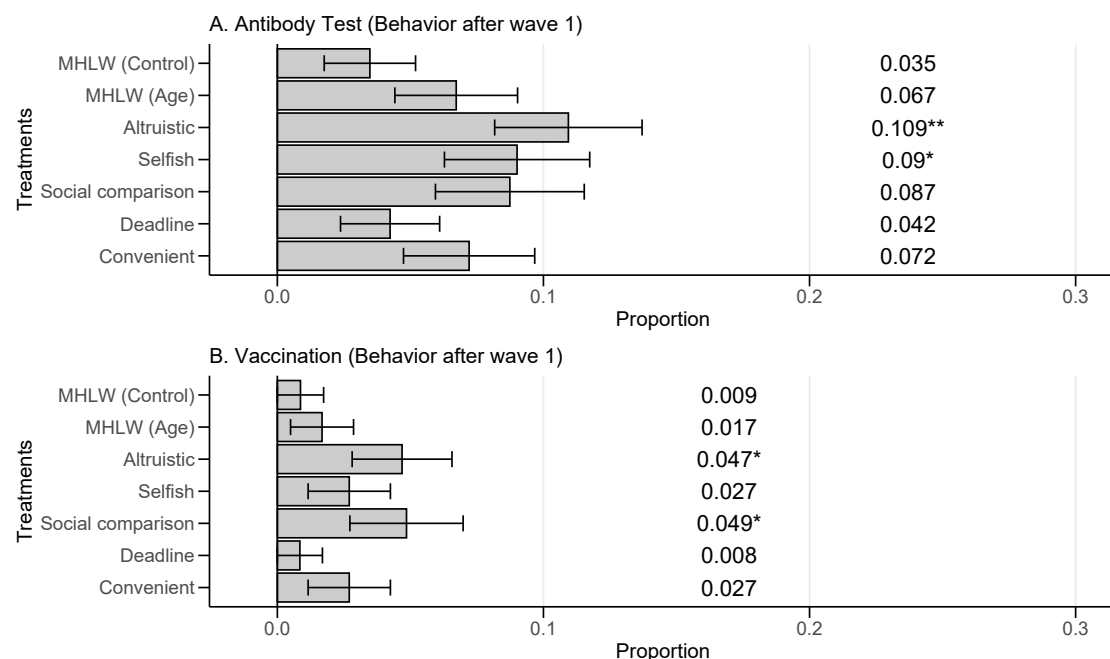 A. Antibody Test (Behavior after wave 1)
Treatments
MHLW (Control) 0.035
MHLW (Age) 0.067
Altruistic 0.109**
Selfish 0.09*
Social comparison 0.087
Deadline 0.042
Convenient 0.072
0.0 0.1 0.2 0.3
Proportion
B. Vaccination (Behavior after wave 1)
Treatments
MHLW (Control) 0.009
MHLW (Age) 0.017
Altruistic 0.047*
Selfish 0.027
Social comparison 0.049*
Deadline 0.008
Convenient 0.027
0.0 0.1 0.2 0.3
Proportion